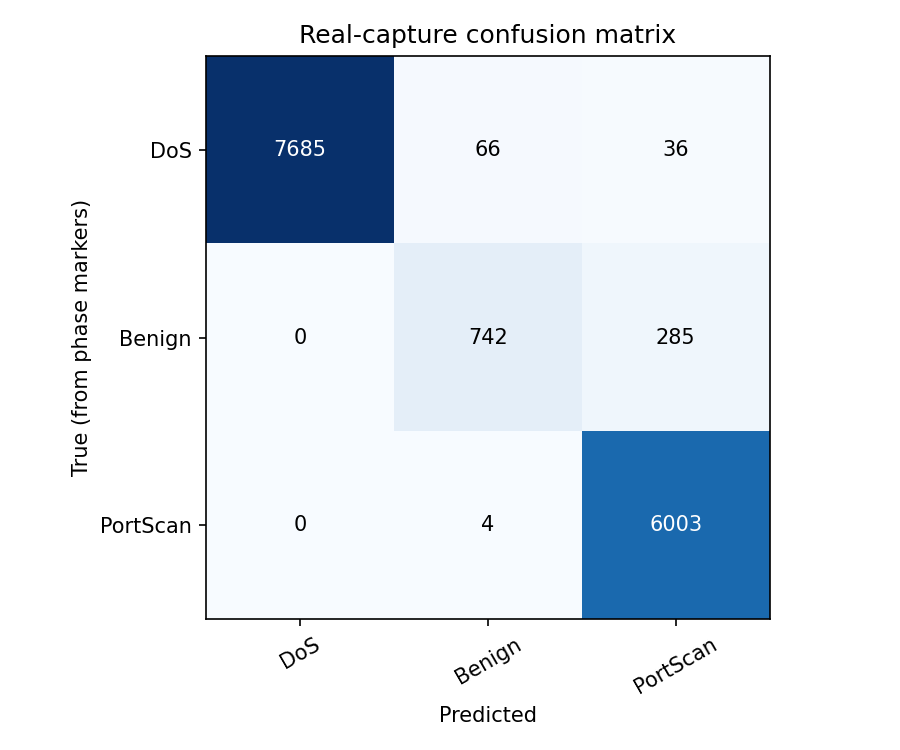 Real-capture confusion matrix
DoS 7685 66 36
Benign 0 742 285
PortScan 0 4 6003
True (from phase markers)
DoS Benign PortScan
Predicted